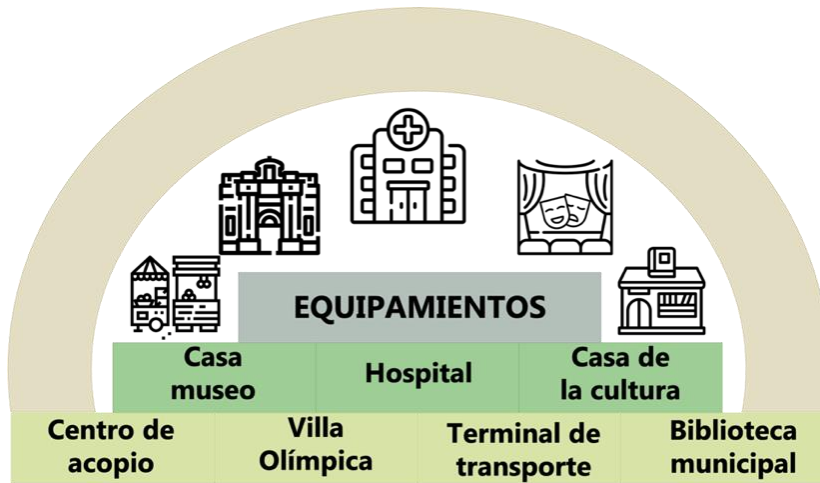 EQUIPAMIENTOS
Casa
museo
Hospital
Casa de
la cultura
Centro de
acopio
Villa
Olímpica
Terminal de
transporte
Biblioteca
municipal